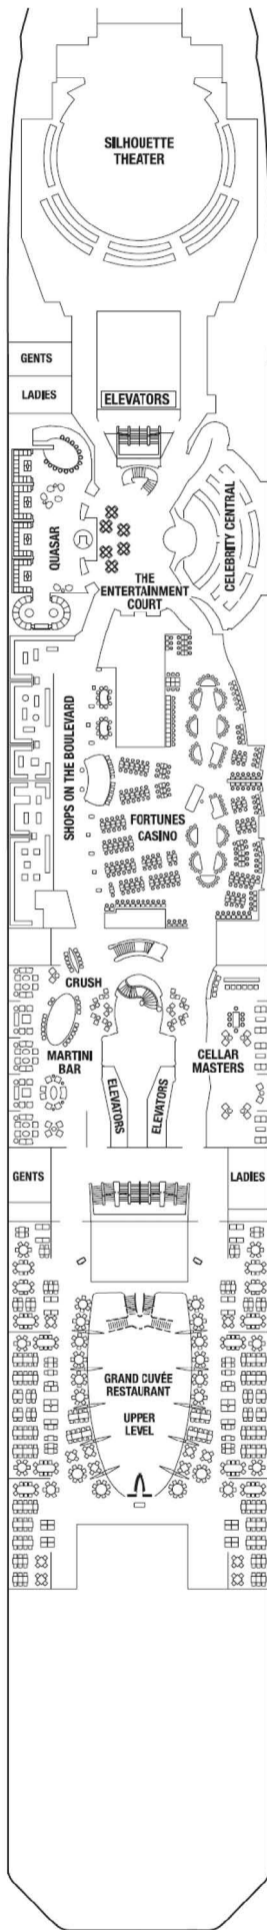 SILHOUETTE
THEATER
GENTS
LADIES
ELEVATORS
QUASAR
CELEBRITY CENTRAL
THE
ENTERTAINMENT
COURT
SHOPS ON THE BOULEVARD
FORTUNES
CASINO
CRUSH
MARTINI
BAR
CELLAR
MASTERS
ELEVATORS
ELEVATORS
GENTS
LADIES
GRAND CUVÉE
RESTAURANT
UPPER
LEVEL